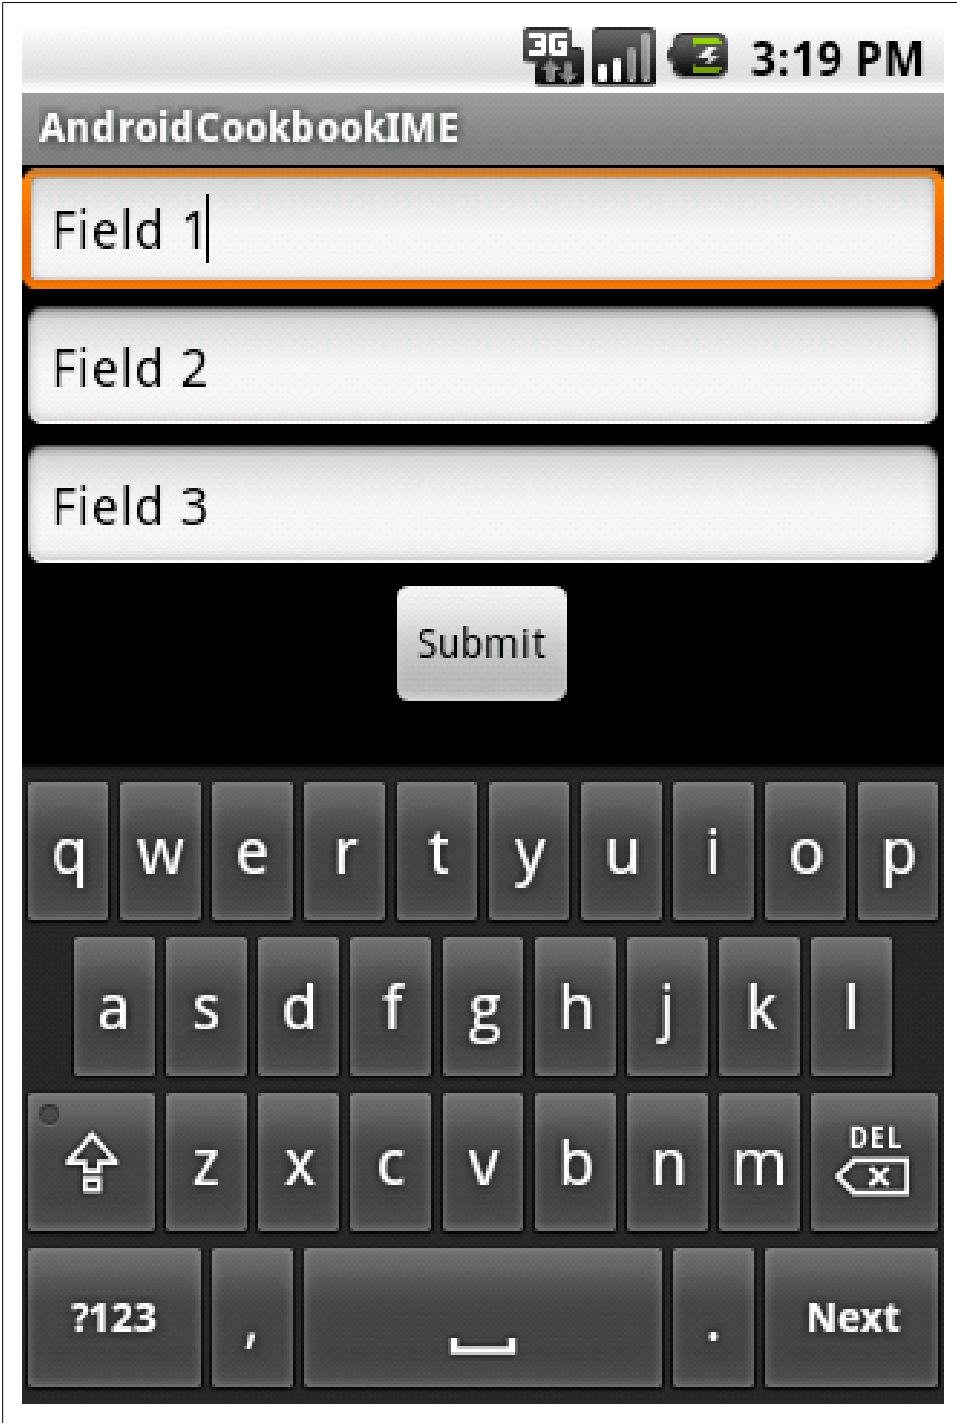 3G 3:19 PM
AndroidCookbookIME
Field 1
Field 2
Field 3
Submit
q w e r t y u i o p
a s d f g h j k l
DEL
z x c v b n m
?123 , . Next